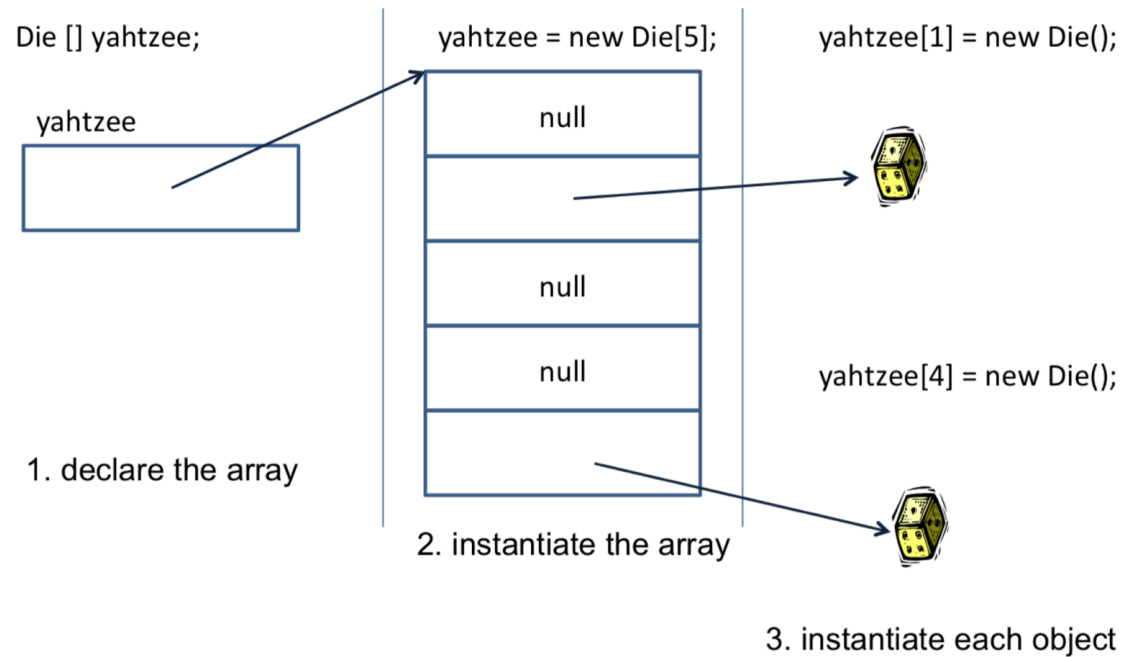 Die [] yahtzee;
yahtzee
1. declare the array
yahtzee = new Die[5];
null
null
null
2. instantiate the array
yahtzee[1] = new Die();
yahtzee[4] = new Die();
3. instantiate each object